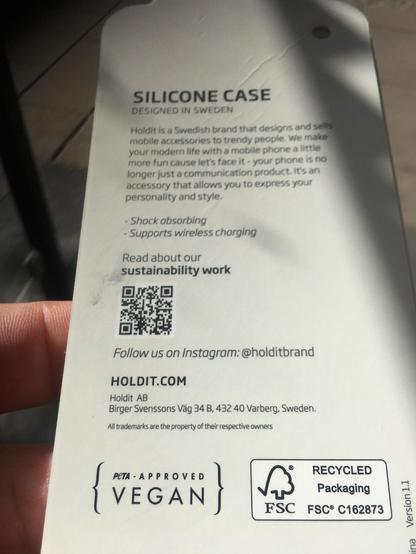 SILICONE CASE
DESIGNED IN SWEDEN
Holdit is a Swedish brand that designs and sells
mobile accessories to trendy people. We make
your modern life with a mobile phone a little
more fun cause let's face it - your phone is no
longer just a communication product. It's an
accessory that allows you to express your
personality and style.
- Shock absorbing
- Supports wireless charging
Read about our
sustainability work
Follow us on Instagram: @holditbrand
HOLDIT.COM
Holdit AB
Birger Svenssons Väg 34 B, 432 40 Varberg, Sweden.
All trademarks are the property of their respective owners
PETA - APPROVED
VEGAN
FSC
RECYCLED
Packaging
FSC® C162873
Version 1.1